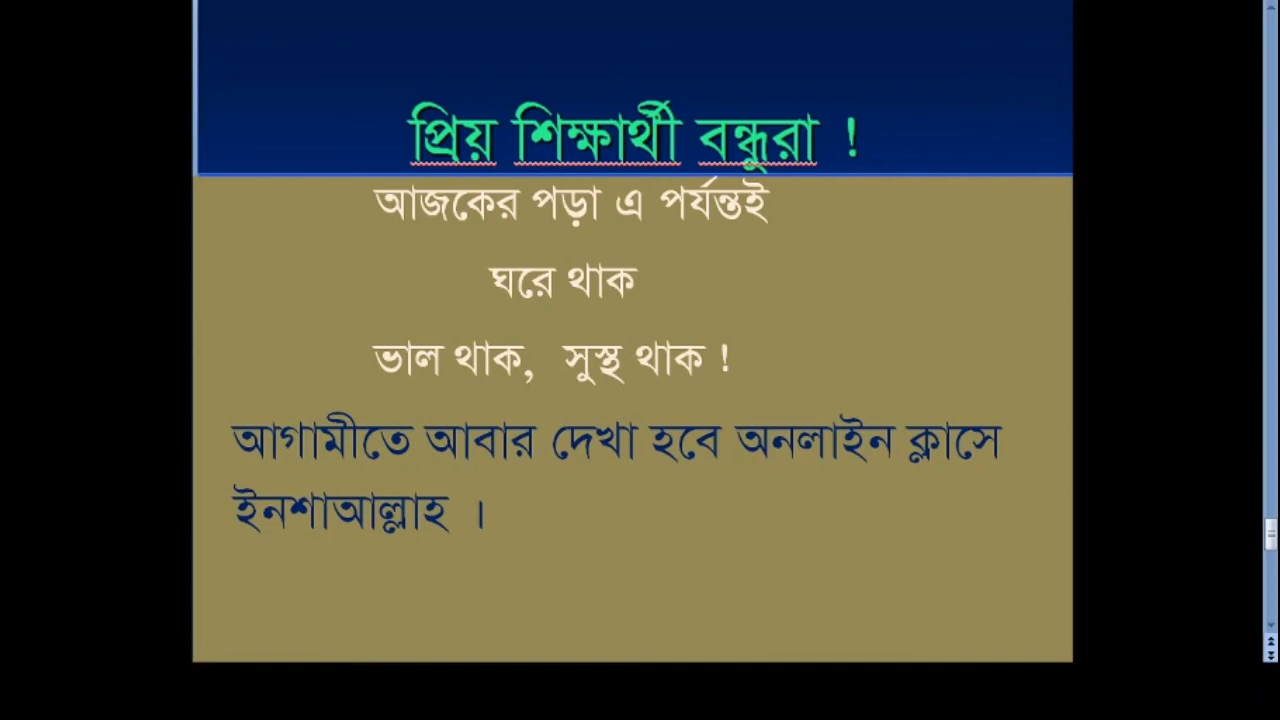 প্রিয় শিক্ষার্থী বন্ধুরা !
আজকের পড়া এ পর্যন্তই
ঘরে থাক
ভাল থাক, সুস্থ থাক !
আগামীতে আবার দেখা হবে অনলাইন ক্লাসে
ইনশাআল্লাহ ।